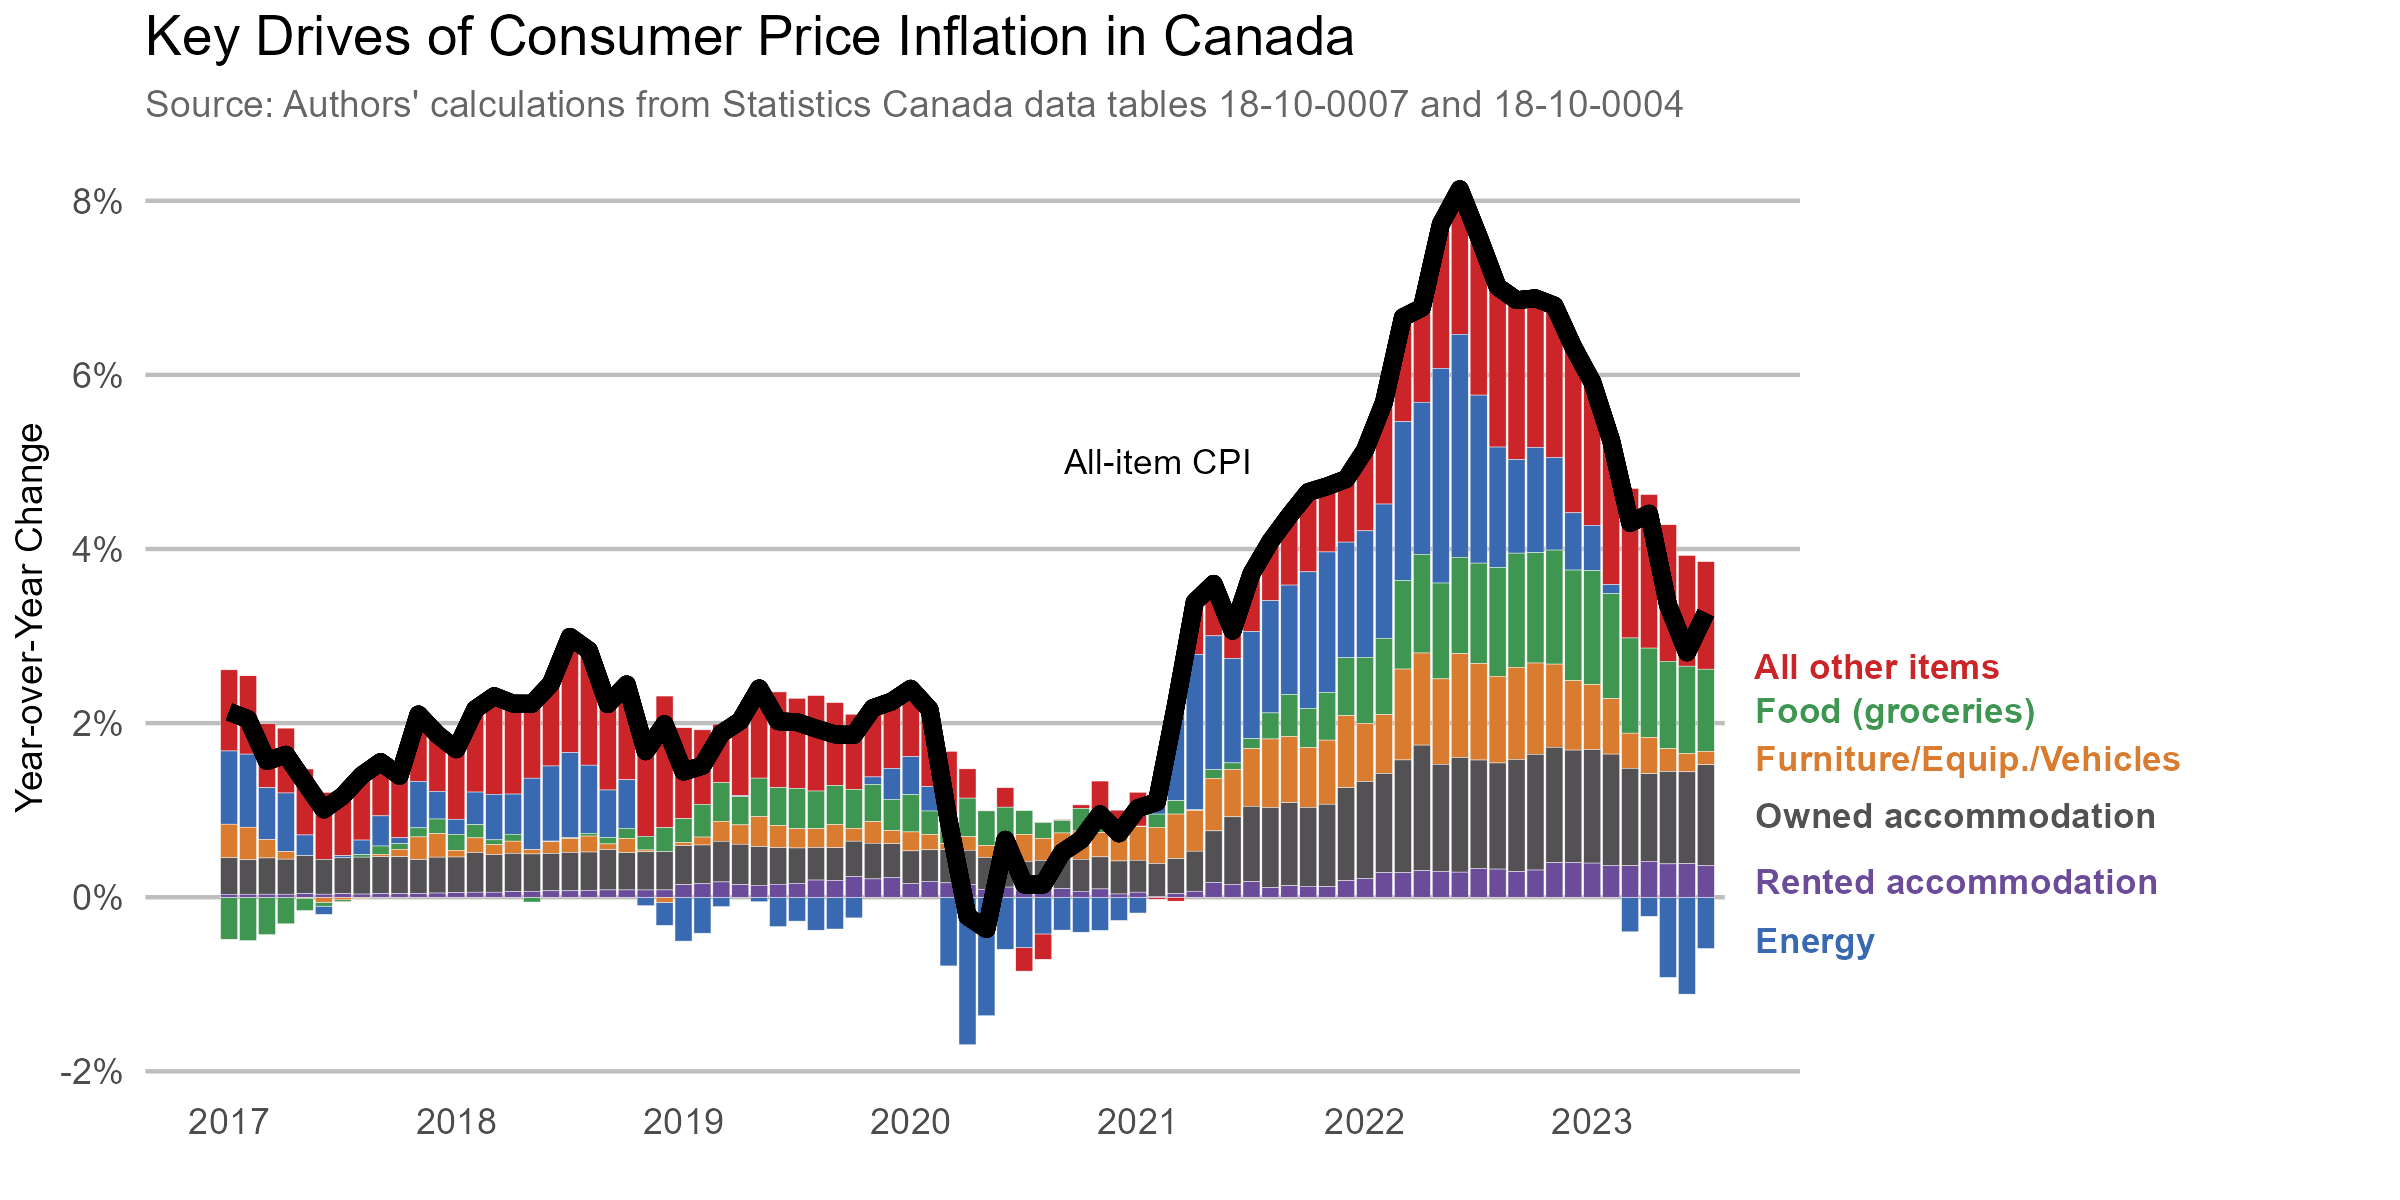 Key Drives of Consumer Price Inflation in Canada
Source: Authors' calculations from Statistics Canada data tables 18-10-0007 and 18-10-0004
Year-over-Year Change
8%
6%
4%
2%
0%
-2%
All-item CPI
All other items
Food (groceries)
Furniture/Equip./Vehicles
Owned accommodation
Rented accommodation
Energy
2017 2018 2019 2020 2021 2022 2023